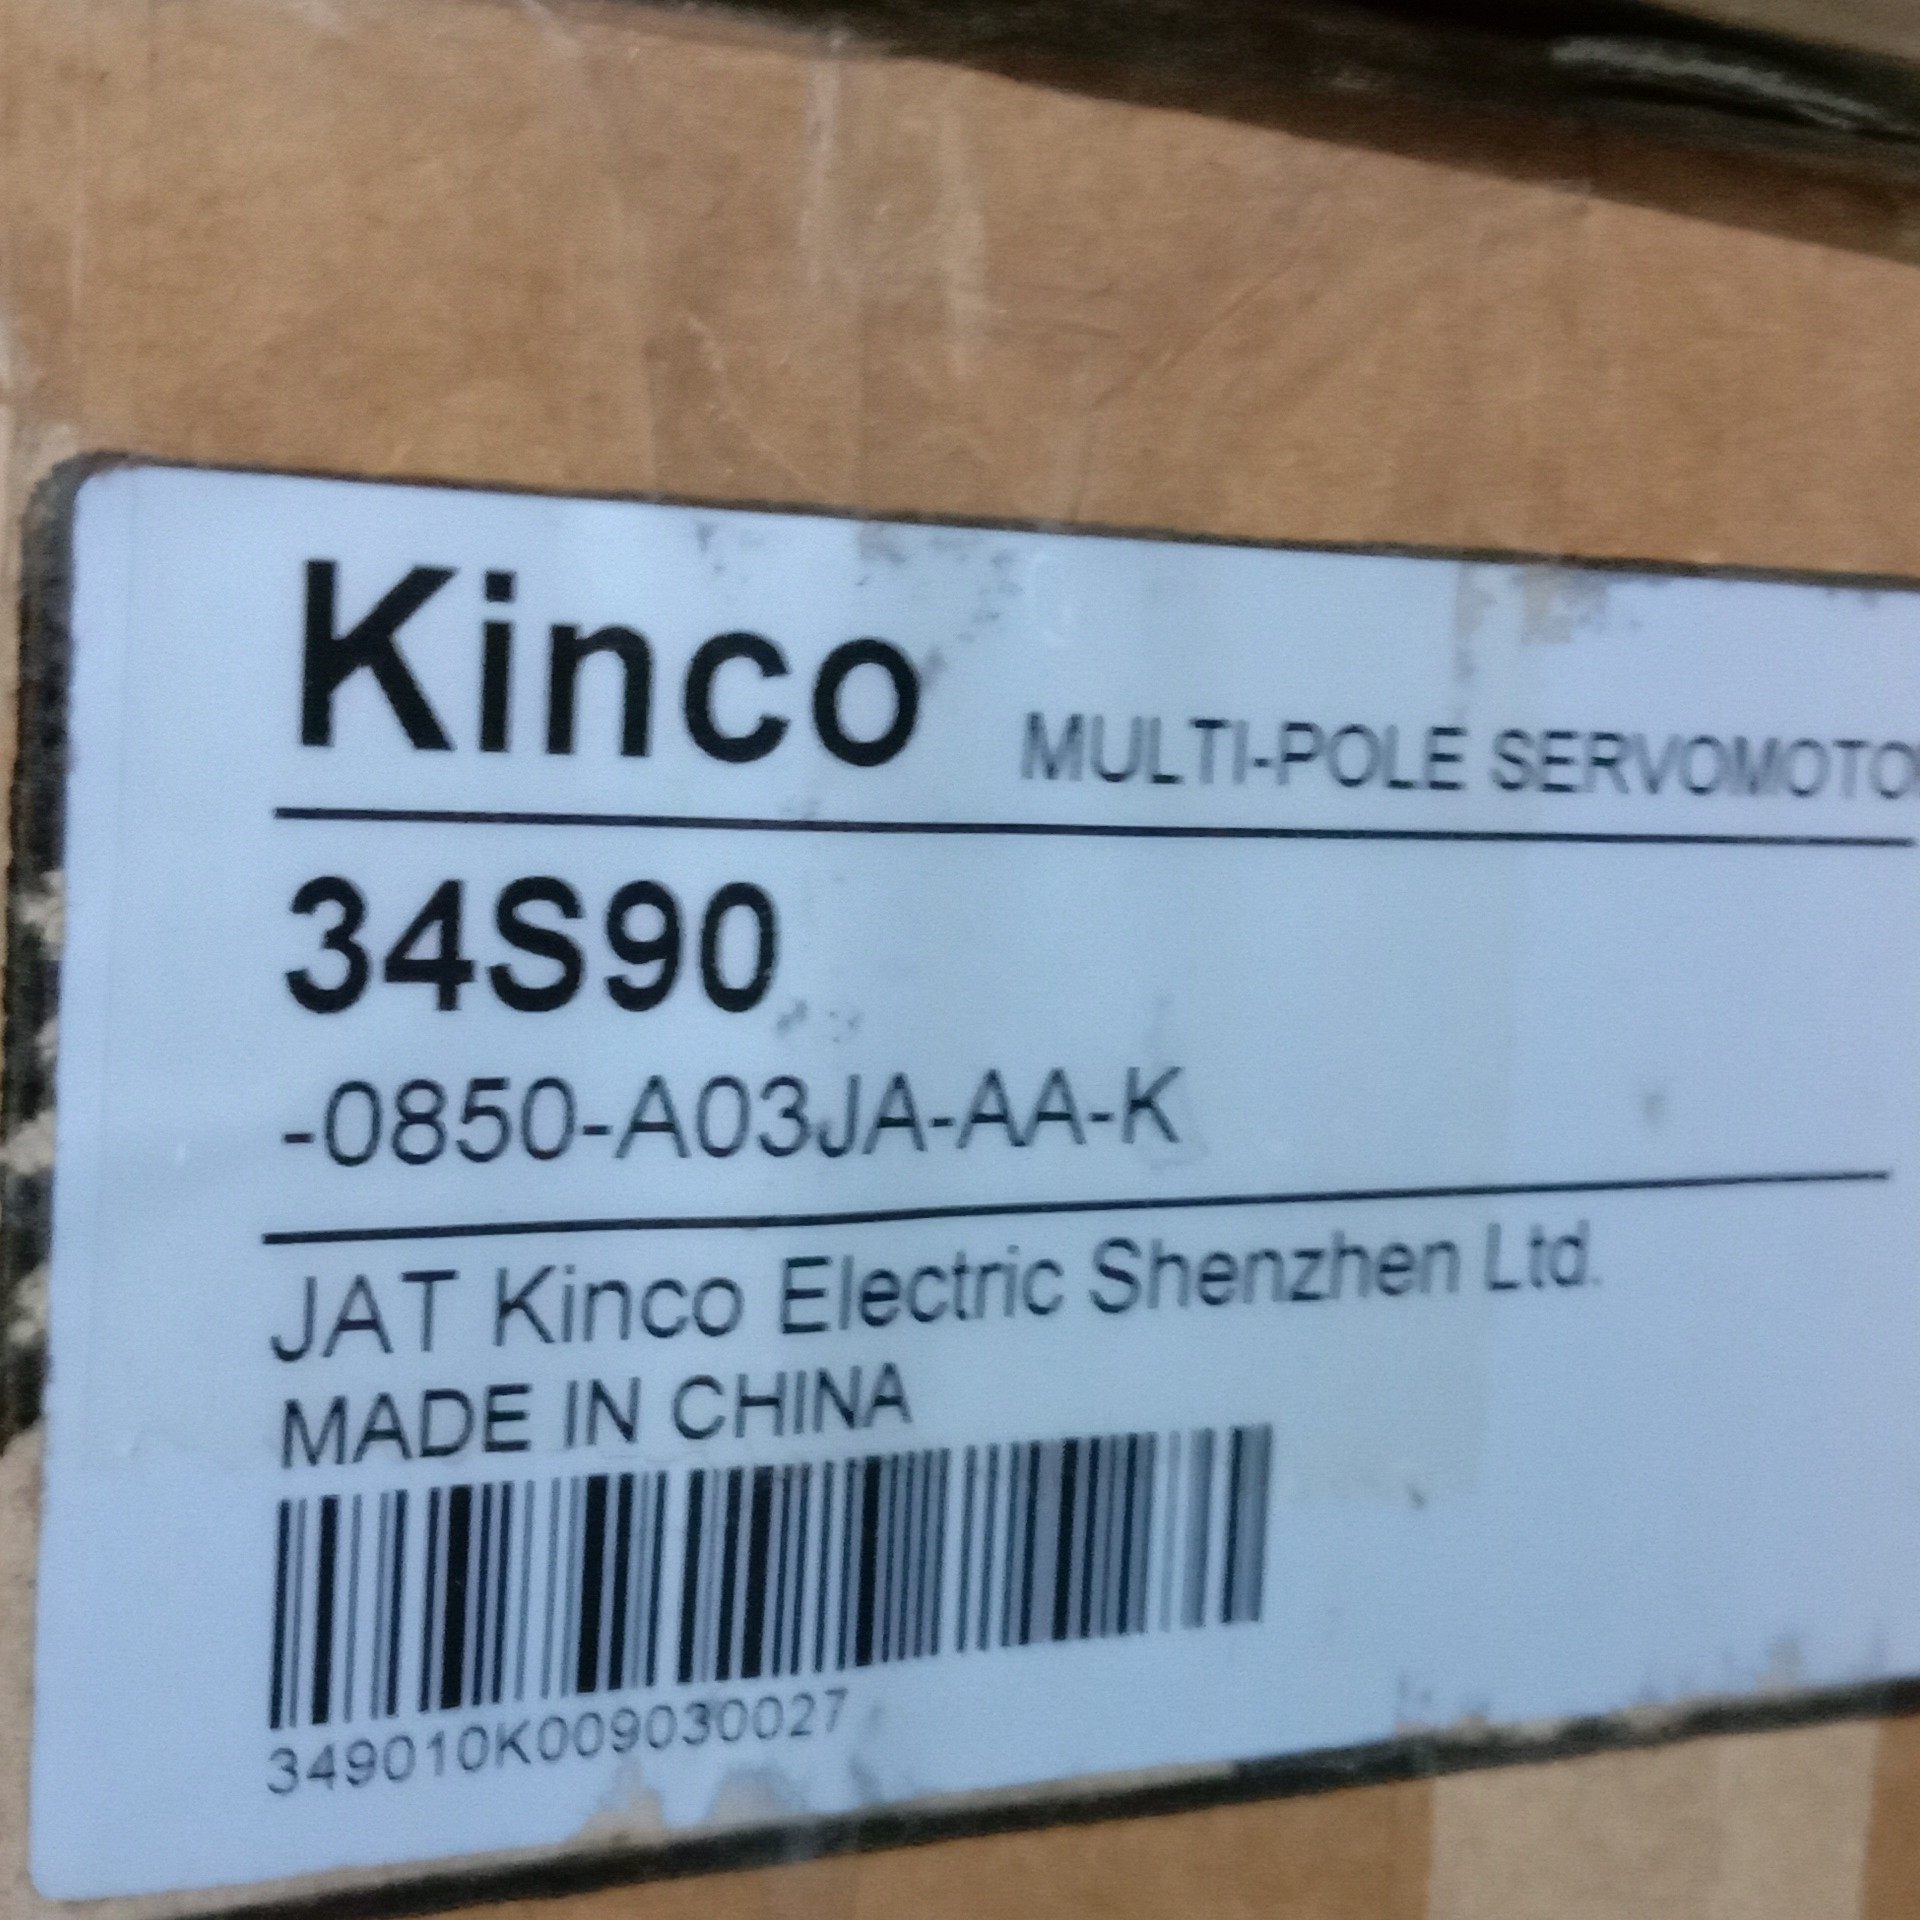 Kinco MULTI-POLE SERVOMOTO
34S90
-0850-A03JA-AA-K
JAT Kinco Electric Shenzhen Ltd.
MADE IN CHINA
349010K009030027